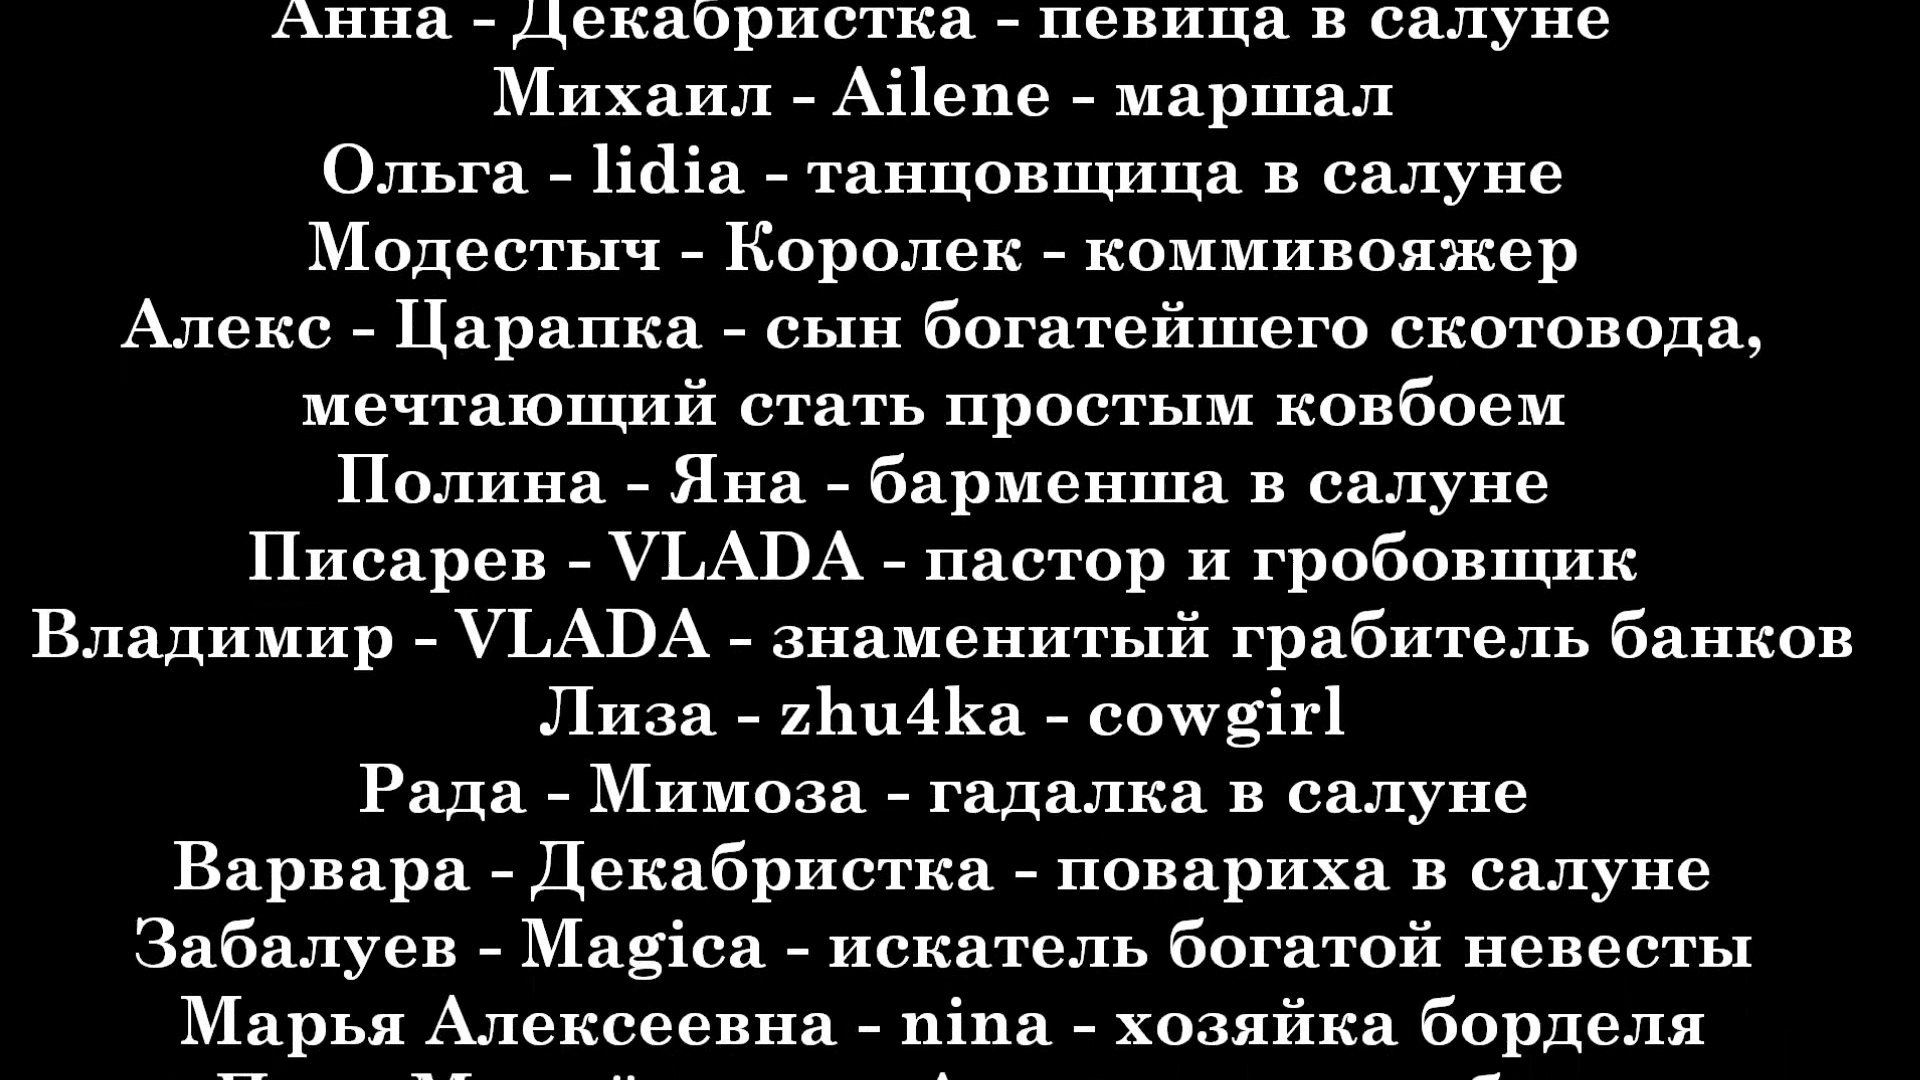 Анна - Декабристка - певица в салуне
Михаил - Ailene - маршал
Ольга - lidia - танцовщица в салуне
Модестыч - Королек - коммивояжер
Алекс - Царапка - сын богатейшего скотовода,
мечтающий стать простым ковбоем
Полина - Яна - барменша в салуне
Писарев - VLADA - пастор и гробовщик
Владимир - VLADA - знаменитый грабитель банков
Лиза - zhu4ka - cowgirl
Рада - Мимоза - гадалка в салуне
Варвара - Декабристка - повариха в салуне
Забалуев - Magica - искатель богатой невесты
Марья Алексеевна - nina - хозяйка борделя